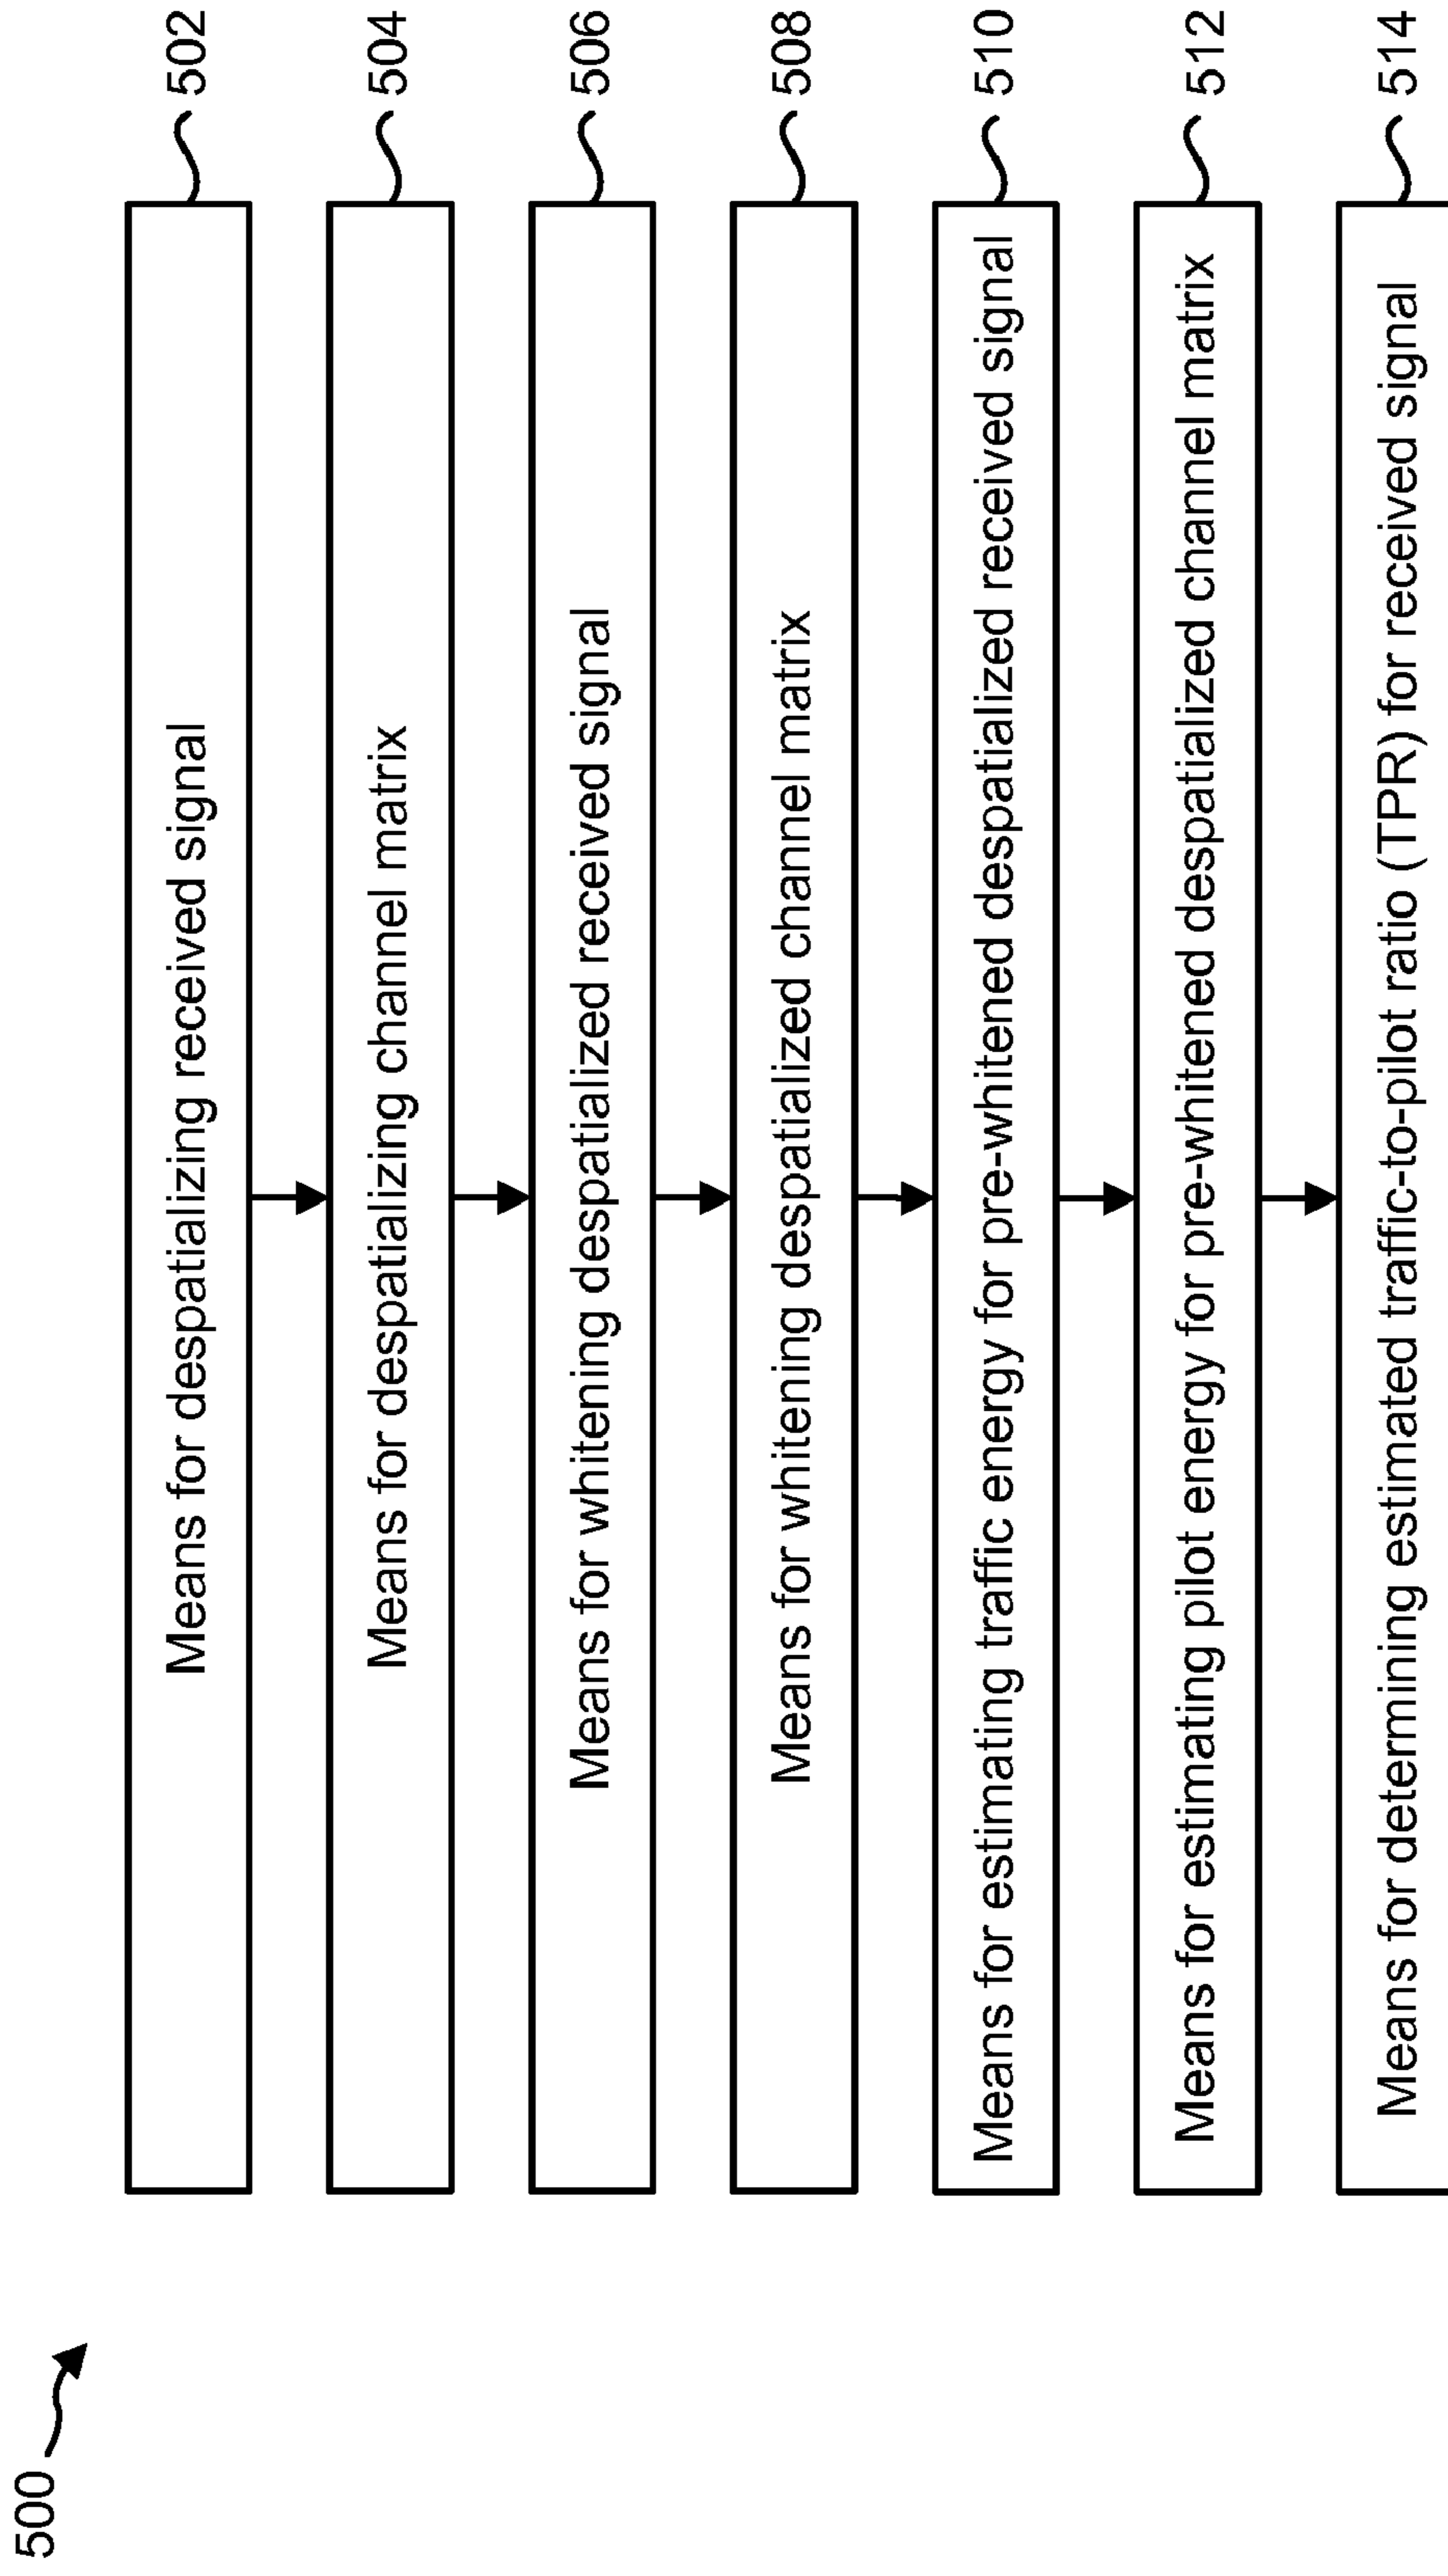 500
Means for despatializing received signal
502
Means for despatializing channel matrix
504
Means for whitening despatialized received signal
506
Means for whitening despatialized channel matrix
508
Means for estimating traffic energy for pre-whitened despatialized received signal
510
Means for estimating pilot energy for pre-whitened despatialized channel matrix
512
Means for determining estimated traffic-to-pilot ratio (TPR) for received signal
514